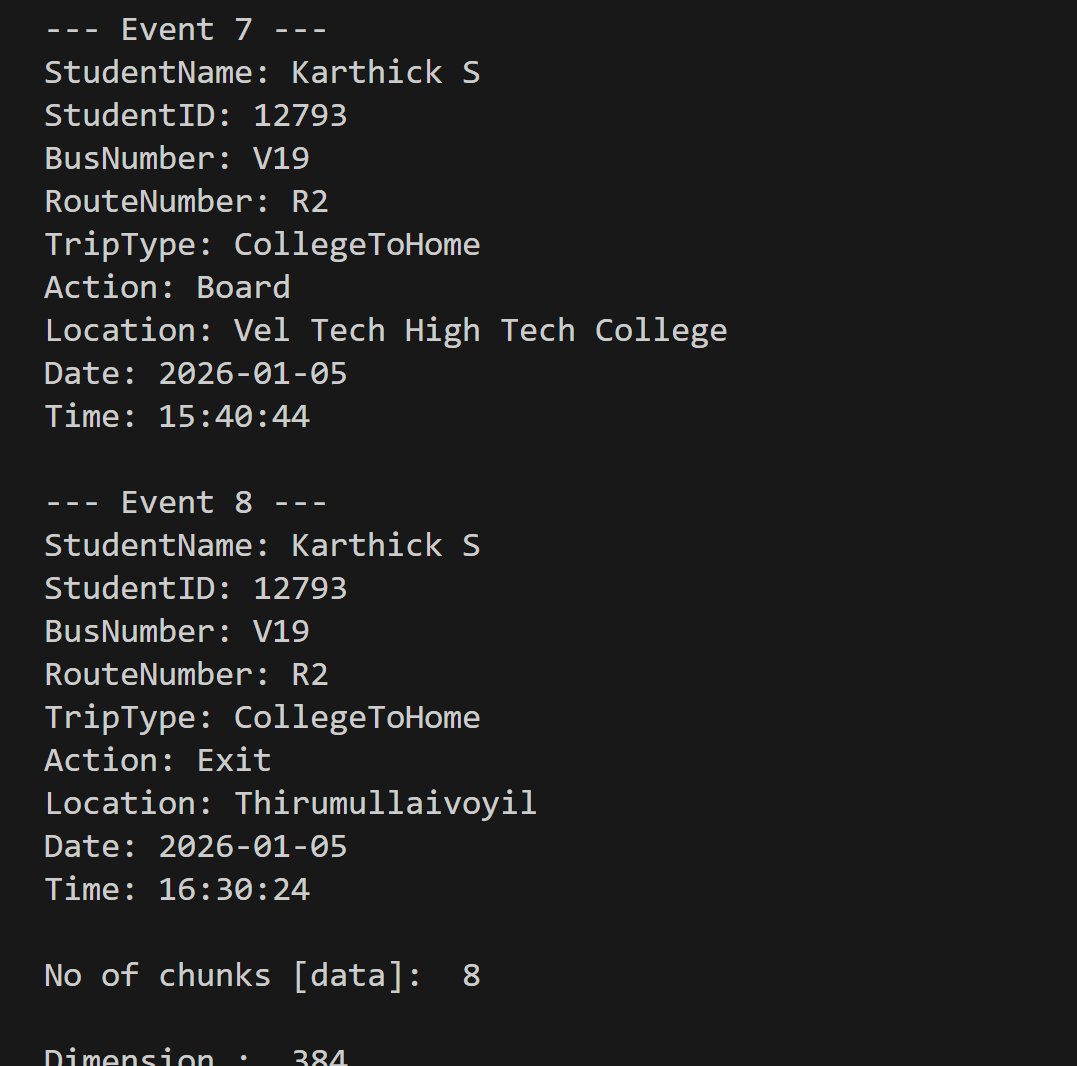 --- Event 7 ---
StudentName: Karthick S
StudentID: 12793
BusNumber: V19
RouteNumber: R2
TripType: CollegeToHome
Action: Board
Location: Vel Tech High Tech College
Date: 2026-01-05
Time: 15:40:44
--- Event 8 ---
StudentName: Karthick S
StudentID: 12793
BusNumber: V19
RouteNumber: R2
TripType: CollegeToHome
Action: Exit
Location: Thirumullaivoyil
Date: 2026-01-05
Time: 16:30:24
No of chunks [data]:  8
Dimension :  384